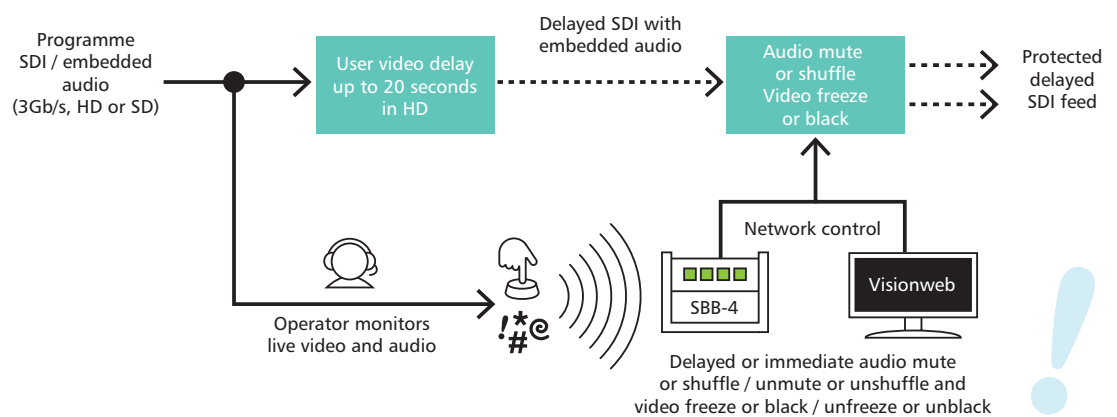 Programme
SDI / embedded
audio
(3Gb/s, HD or SD)
User video delay
up to 20 seconds
in HD
Delayed SDI with
embedded audio
Audio mute
or shuffle
Video freeze
or black
Protected
delayed
SDI feed
Operator monitors
live video and audio
!*#@
Network control
SBB-4
Visionweb
Delayed or immediate audio mute
or shuffle / unmute or unshuffle and
video freeze or black / unfreeze or unblack
!